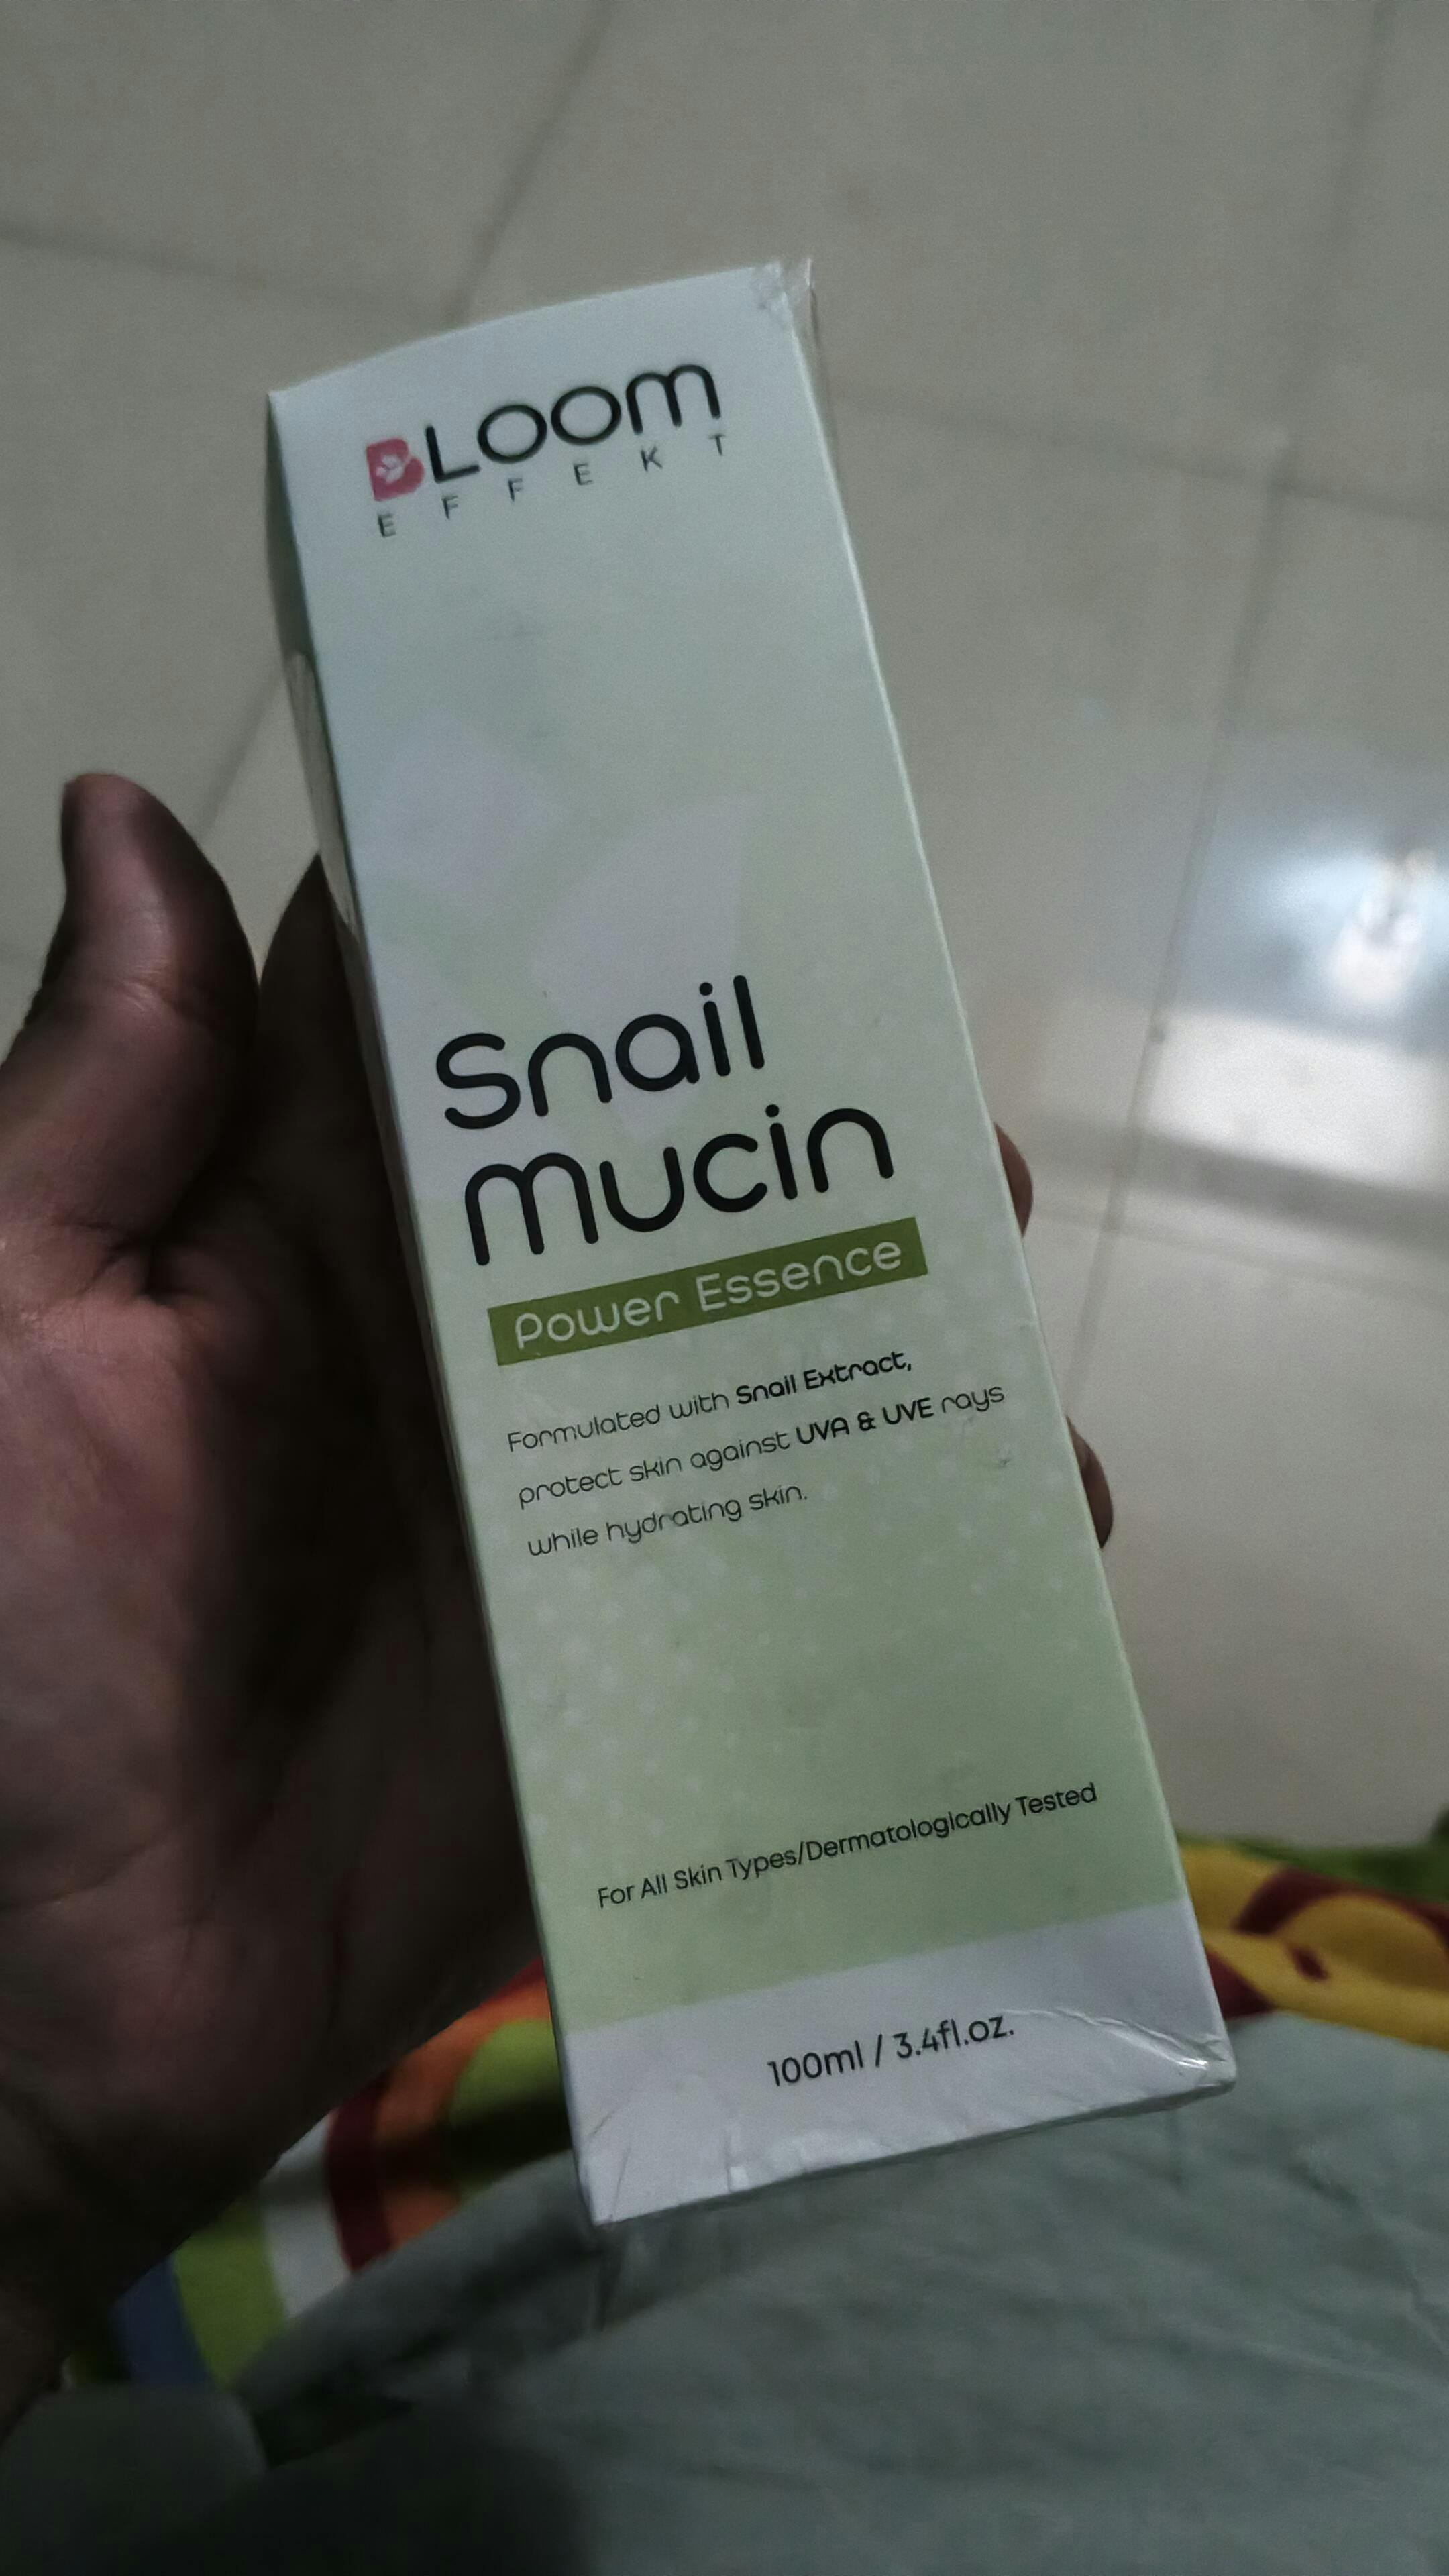 BLOOM
EFFEKT
Snail
mucin
Power Essence
Formulated with Snail Extract,
protect skin against UVA & UVE rays
while hydrating skin.
For All Skin Types/Dermatologically Tested
100ml / 3.4fl.oz.